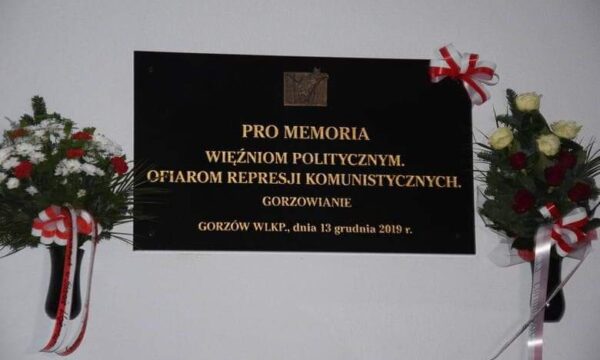 PRO MEMORIA
WIĘŹNIOM POLITYCZNYM.
OFIAROM REPRESJI KOMUNISTYCZNYCH.
GORZOWIANIE
GORZÓW WLKP., dnia 13 grudnia 2019 r.